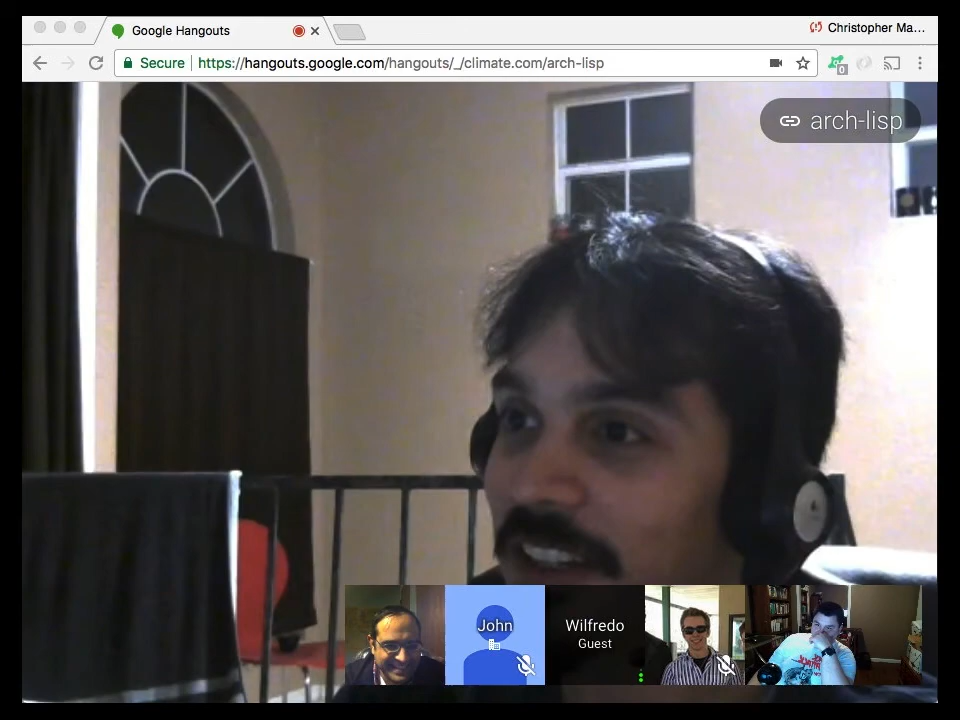 Google Hangouts
Christopher Ma...
Secure
https://hangouts.google.com/hangouts/_/climate.com/arch-lisp
0
arch-lisp
John
Wilfredo
Guest